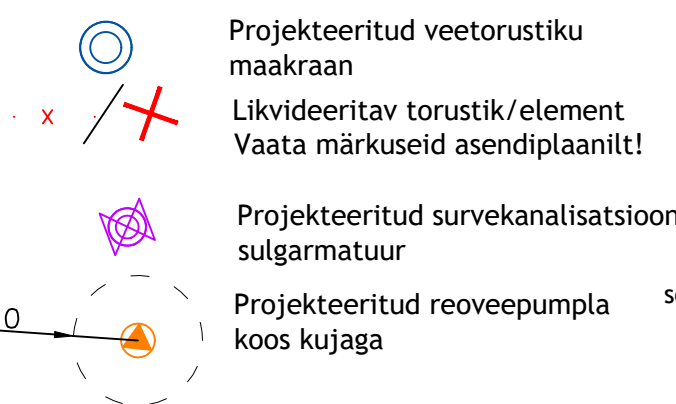 Projekteeritud veetorustiku
maakraan
x
Likvideeritav torustik/element
Vaata märkuseid asendiplaanilt!
Projekteeritud survekanalisatsioon
sulgarmatuur
Projekteeritud reoveepumpla
koos kujaga
0